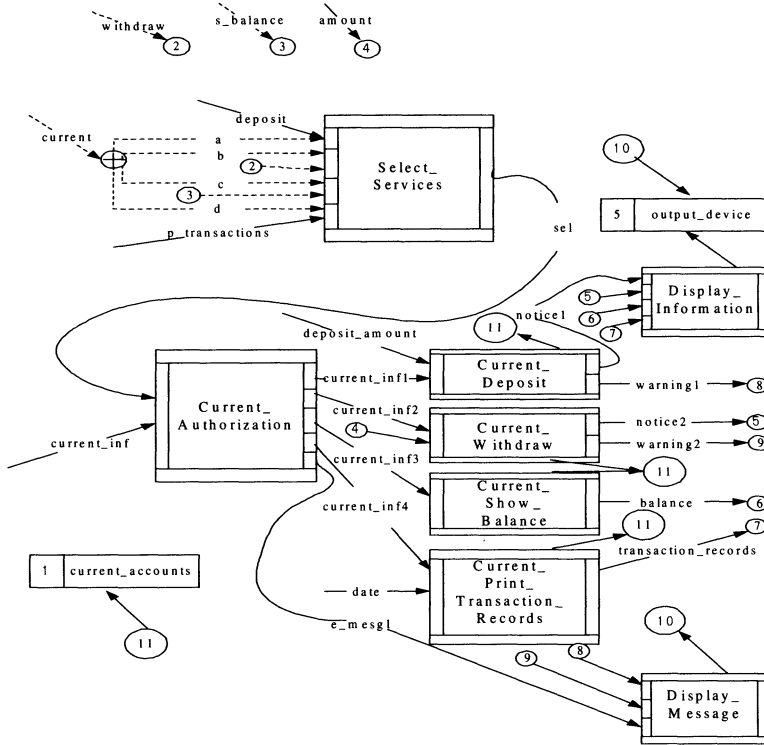 withdraw
s_balance
amount
2
3
4
current
deposit
a
b
2
c
3
d
p_transactions
Select_
Services
sel
10
5
output_device
Display_
Information
5
6
7
notice1
11
deposit_amount
Current_
Deposit
warning1
8
Current_
Authorization
current_inf
current_inf1
current_inf2
4
Current_
Withdraw
notice2
5
warning2
9
current_inf3
11
Current_
Show_
Balance
balance
6
current_inf4
11
7
transaction_records
1
current_accounts
11
date
Current_
Print_
Transaction_
Records
e_mesg1
10
8
9
Display_
Message